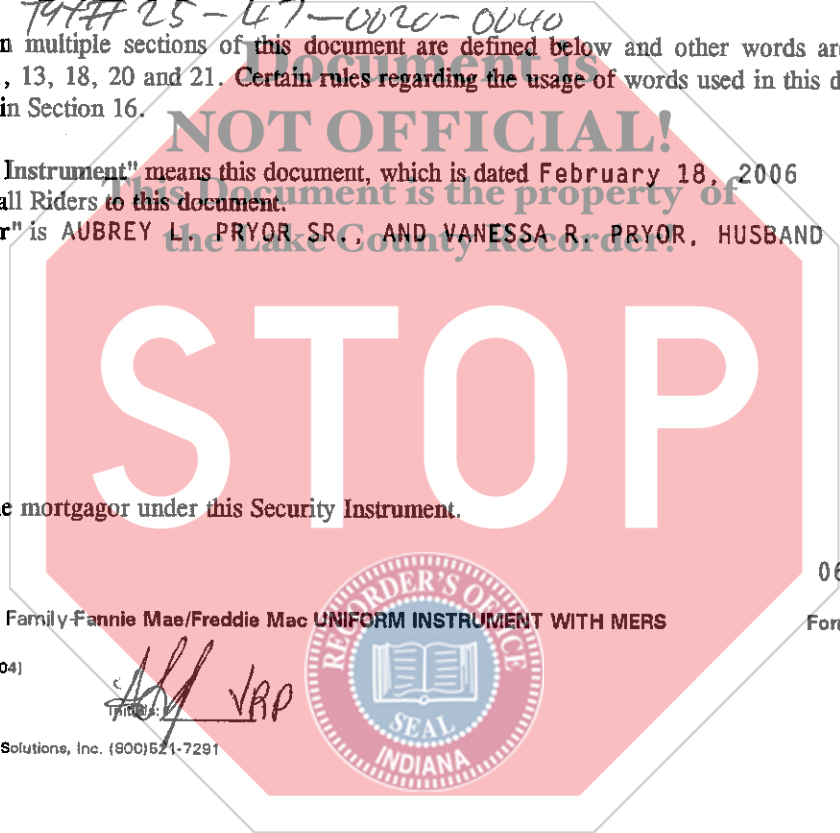 25-47-0020-0040
n multiple sections of this document are defined below and other words are
, 13, 18, 20 and 21. Certain rules regarding the usage of words used in this d
in Section 16.
Document is
NOT OFFICIAL!
This Document is the property of
the Lake County Recorder!
Instrument" means this document, which is dated February 18, 2006
all Riders to this document.
r" is AUBREY L. PRYOR SR., AND VANESSA R. PRYOR, HUSBAND
STOP
e mortgagor under this Security Instrument.
06
Family-Fannie Mae/Freddie Mac UNIFORM INSTRUMENT WITH MERS
For
04)
Initials:
VRP
Solutions, Inc. (800)521-7291
RECORDER'S OFFICE
SEAL
INDIANA